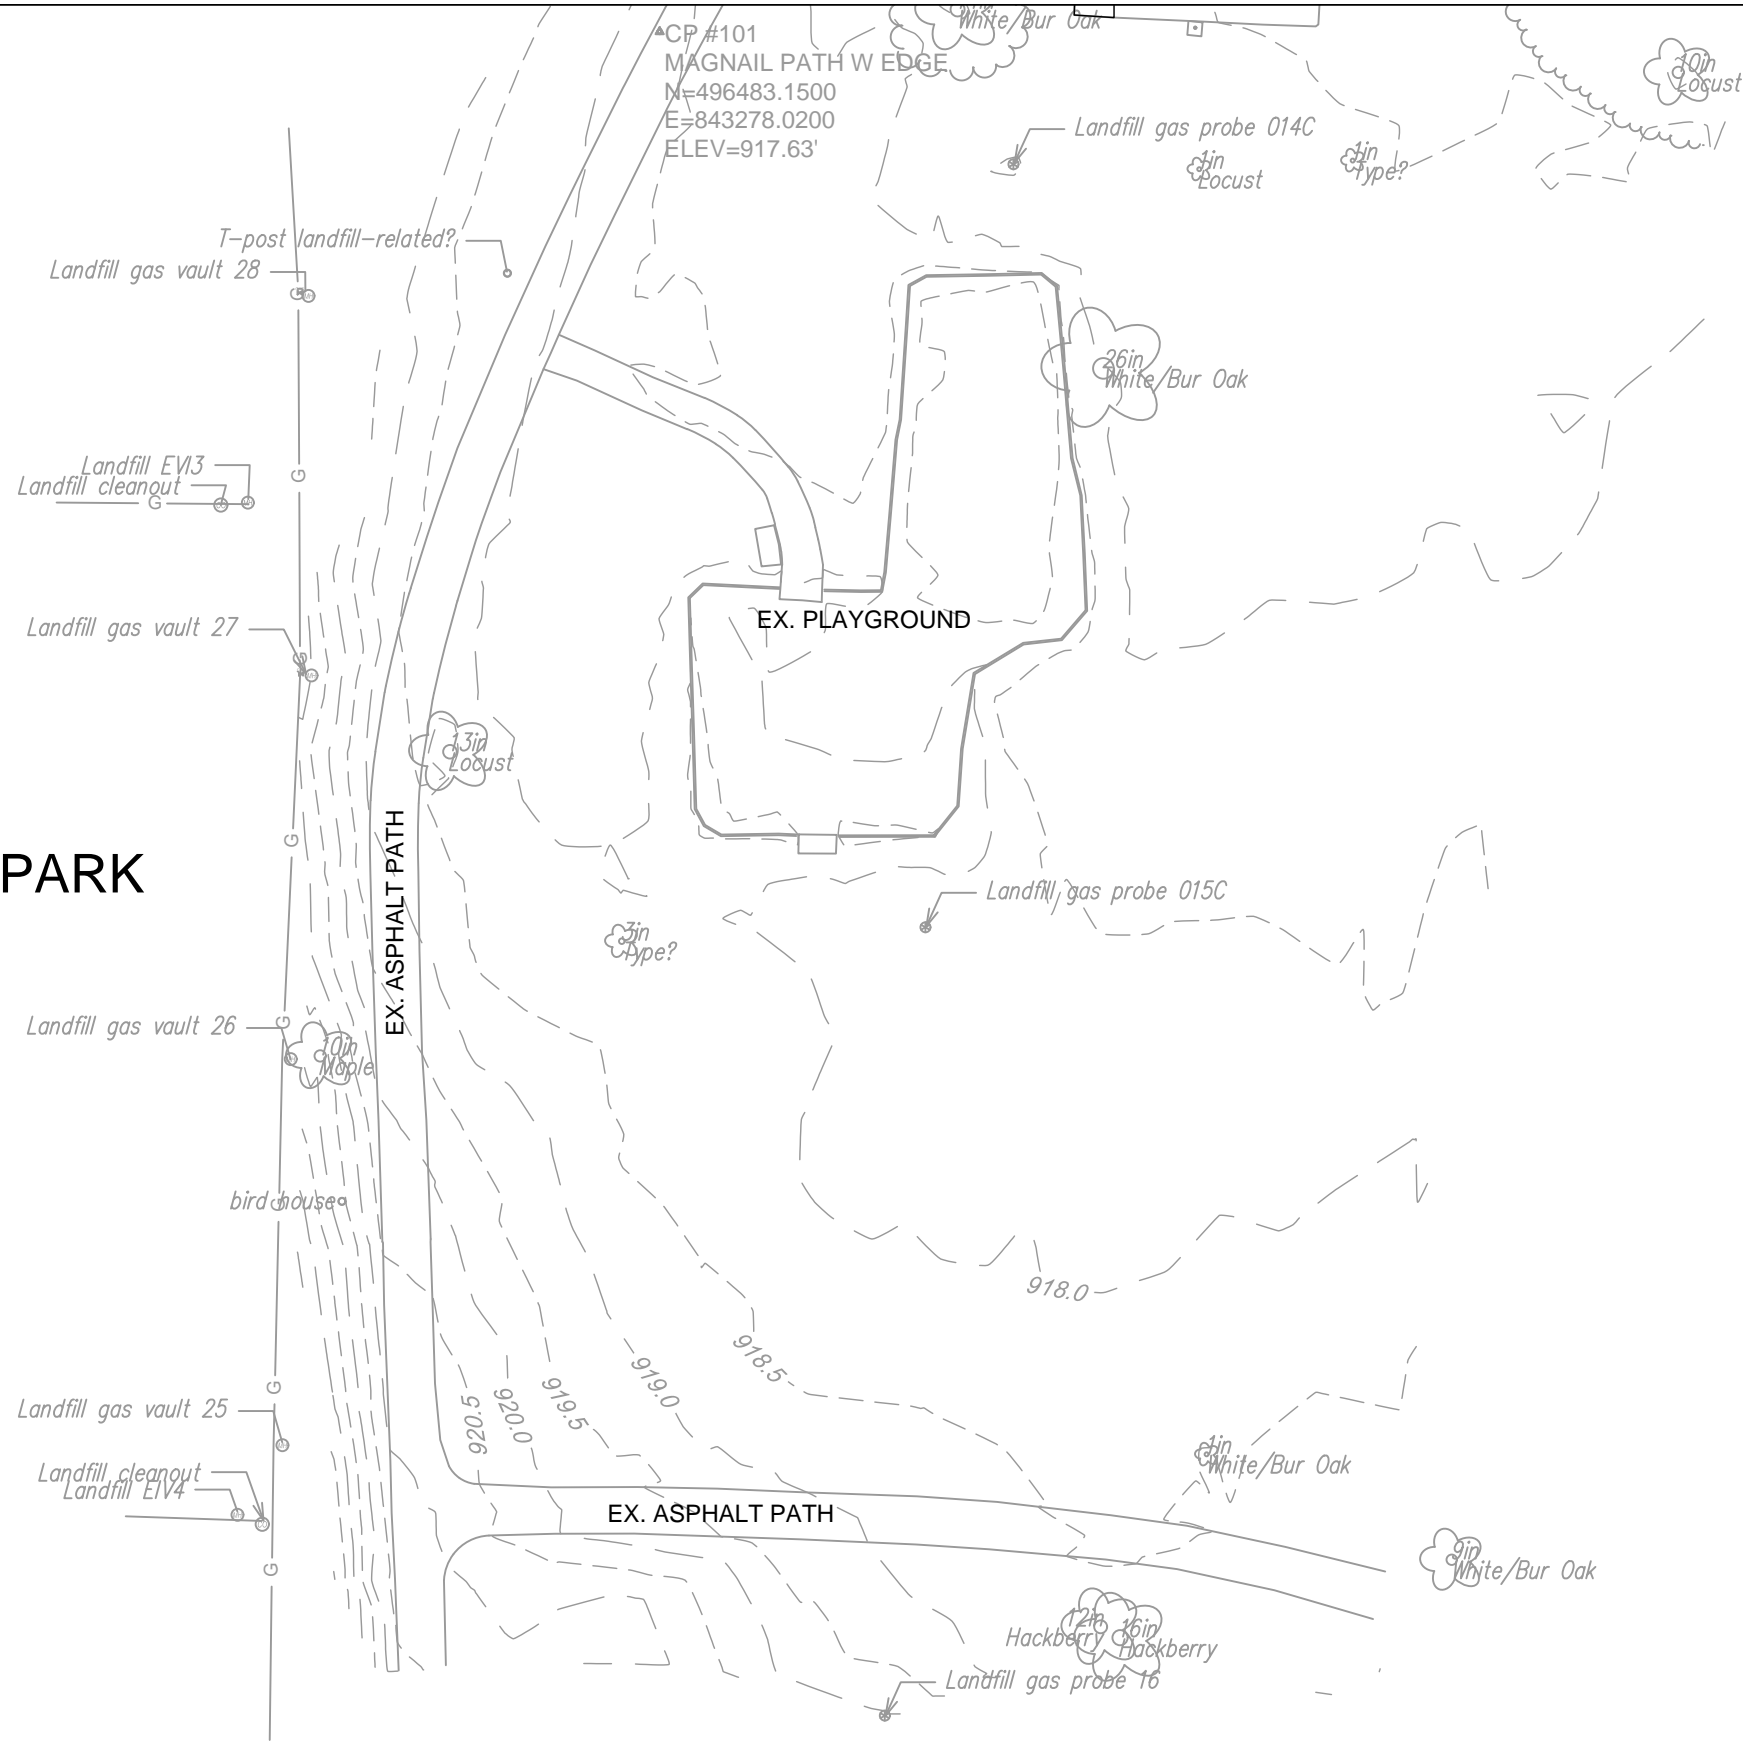 White/Bur Oak
CP #101
MAGNAIL PATH W EDGE
N=496483.1500
E=843278.0200
ELEV=917.63'
10in
Locust
Landfill gas probe 014C
1in
Locust
1in
Type?
T-post landfill-related?
Landfill gas vault 28
G
26in
White/Bur Oak
Landfill EVI3
Landfill cleanout
G
G
EX. PLAYGROUND
Landfill gas vault 27
G
13in
Locust
G
PARK
EX. ASPHALT PATH
Landfill gas probe 015C
3in
Type?
Landfill gas vault 26
G
10in
Maple
bird house
G
918.0
918.5
919.0
919.5
920.0
920.5
G
Landfill gas vault 25
1in
White/Bur Oak
Landfill cleanout
Landfill EIV4
EX. ASPHALT PATH
G
9in
White/Bur Oak
12in
Hackberry
16in
Hackberry
Landfill gas probe 16